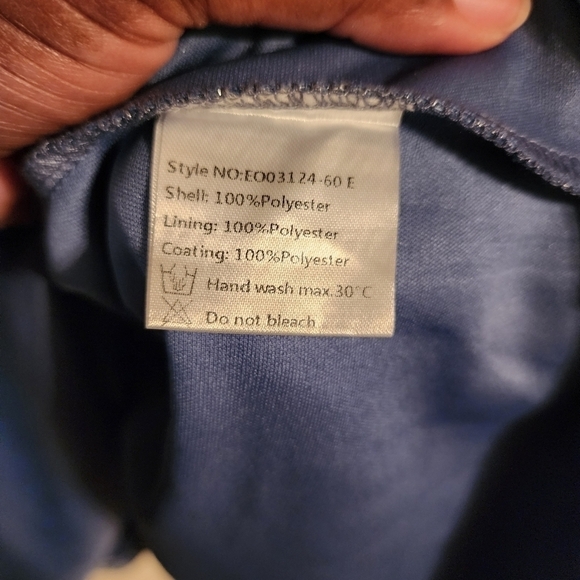 Style NO:EO03124-60 E
Shell: 100%Polyester
Lining: 100%Polyester
Coating: 100%Polyester
Hand wash max.30°C
Do not bleach